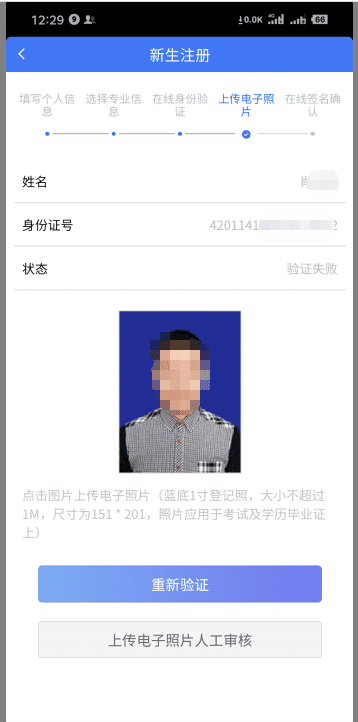 12:29
0.0K 4G 66
新生注册
填写个人信息
选择专业信息
在线身份验证
上传电子照片
在线签名确认
姓名
身份证号 4201141 2
状态 验证失败
点击图片上传电子照片（蓝底1寸登记照，大小不超过
1M，尺寸为151 * 201，照片应用于考试及学历毕业证
上）
重新验证
上传电子照片人工审核